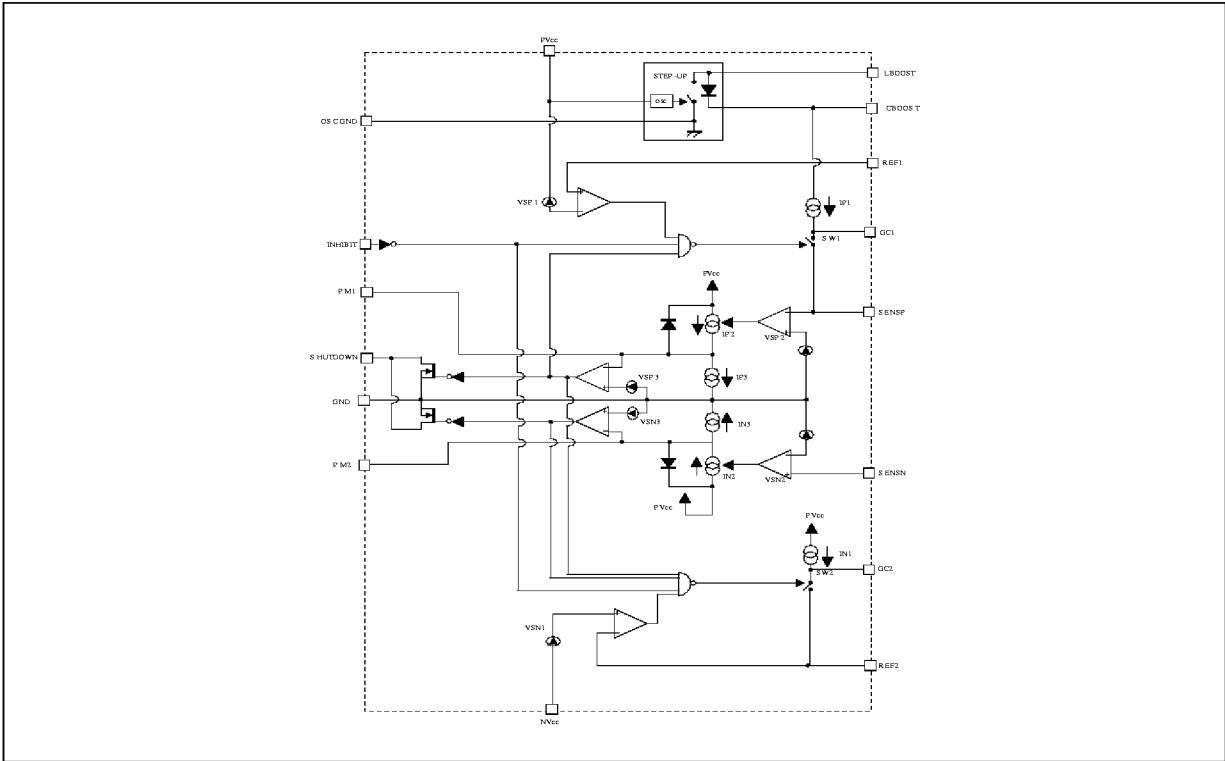 PVcc
STEP-UP
LBOOST
OSC
CBOOST
OSCGND
REF1
VSP1
IP1
GC1
INHIBIT
SW1
PVcc
PM1
SENSP
IP2
VSP2
SHUTDOWN
VSP3
IP3
GND
VSN3
IN3
PM2
IN2
VSN2
SENSN
PVcc
PVcc
IN1
GC2
SW2
VSN1
REF2
NVcc